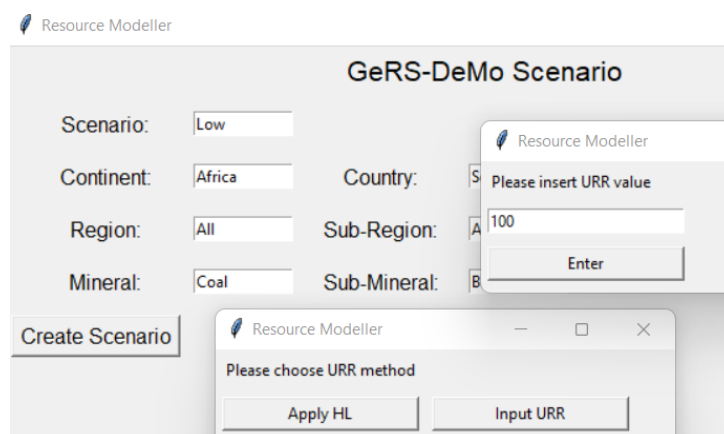 Resource Modeller
GeRS-DeMo Scenario
Scenario: Low
Resource Modeller
Continent: Africa Country:
Please insert URR value
Region: All Sub-Region:
100
Enter
Mineral: Coal Sub-Mineral:
Create Scenario
Resource Modeller
Please choose URR method
Apply HL Input URR